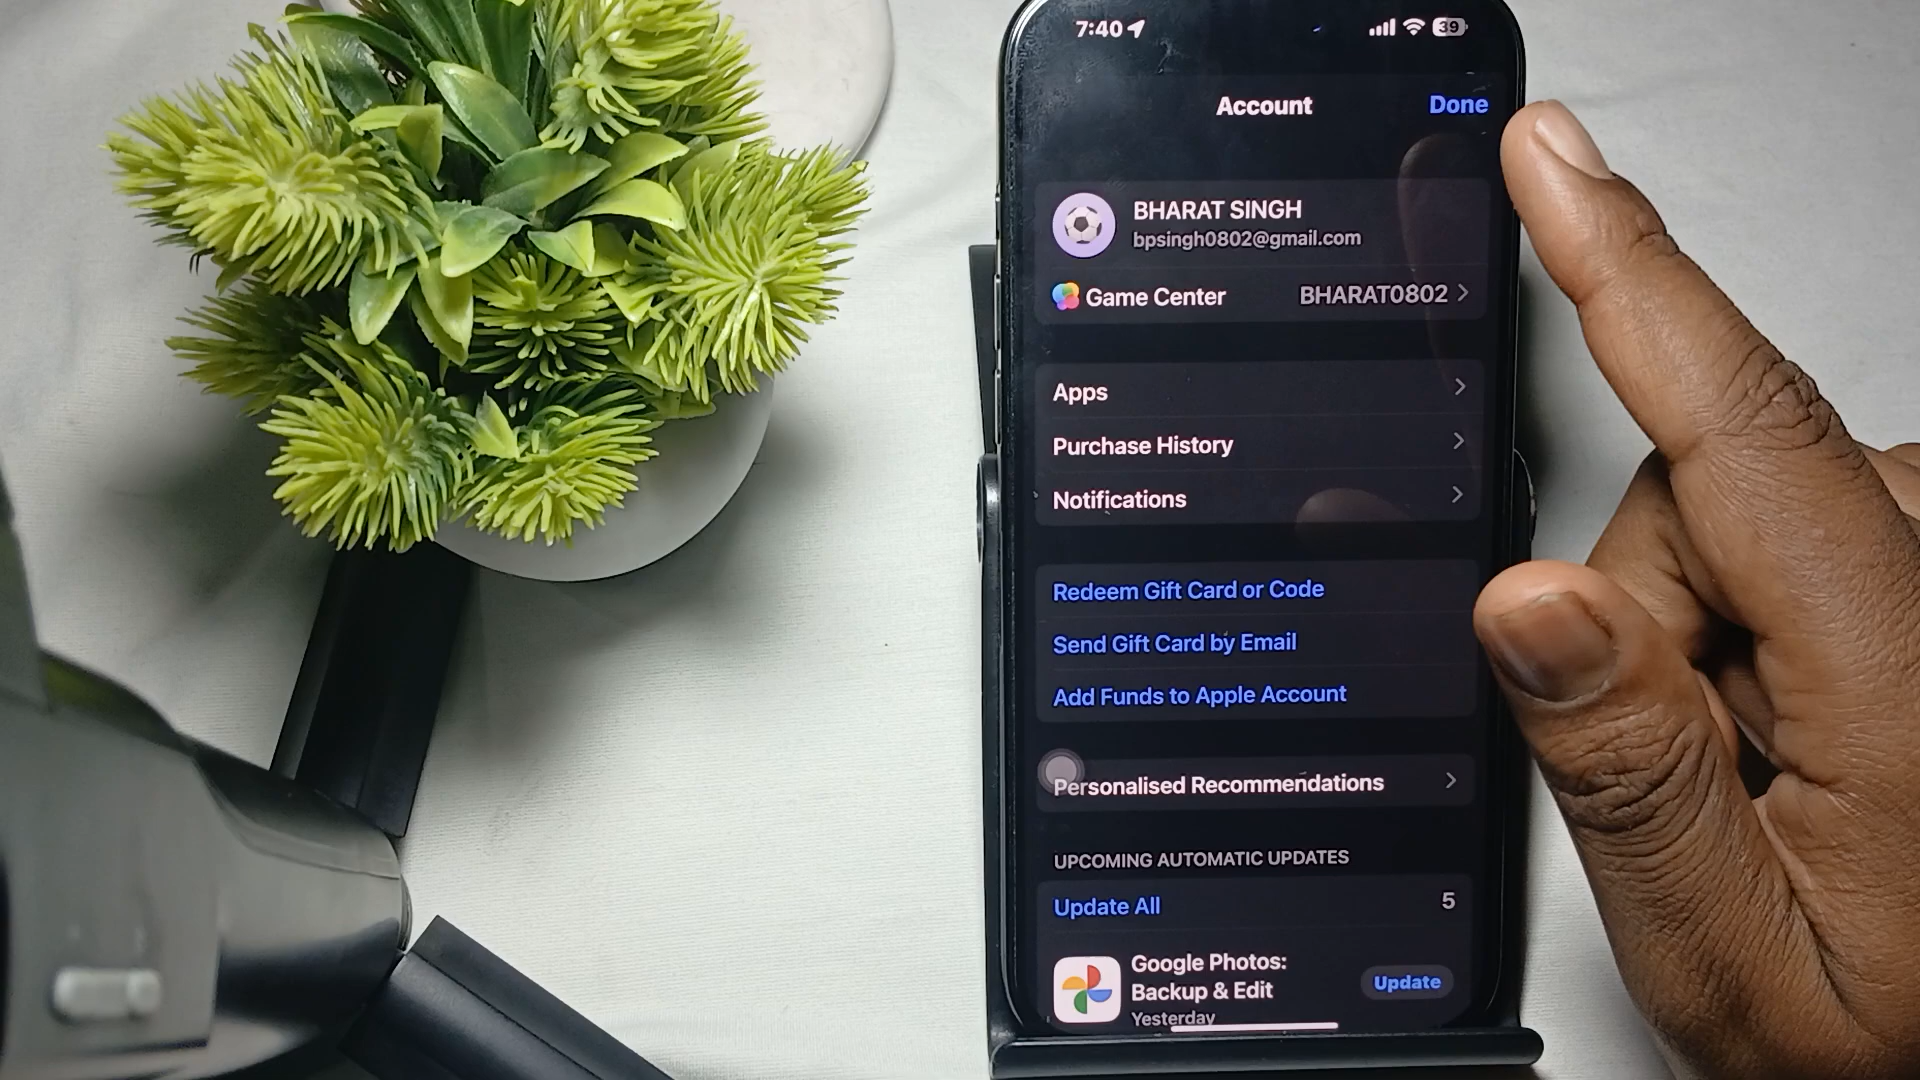 7:40
39
Account
Done
BHARAT SINGH
bpsingh0802@gmail.com
Game Center
BHARAT0802
Apps
Purchase History
Notifications
Redeem Gift Card or Code
Send Gift Card by Email
Add Funds to Apple Account
Personalised Recommendations
UPCOMING AUTOMATIC UPDATES
Update All
5
Google Photos:
Backup & Edit
Update
Yesterday